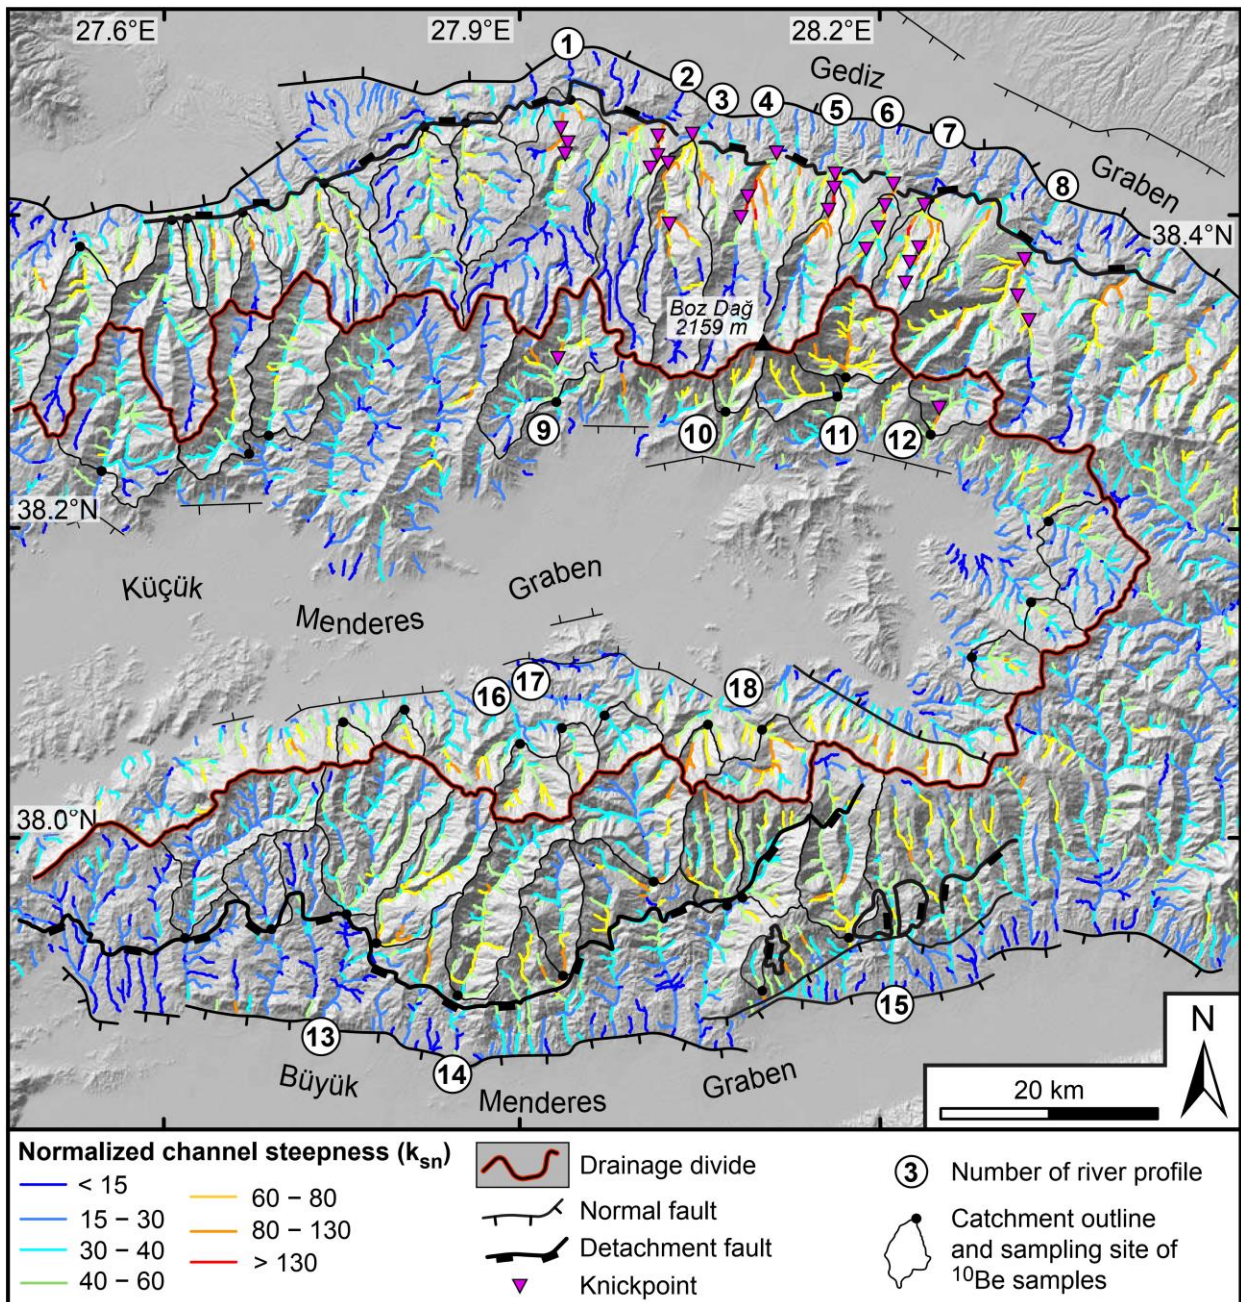 27.6°E
27.9°E
28.2°E
1
2
3
4
5
6
7
8
Gediz
Graben
38.4°N
Boz Dağ
2159 m
9
10
11
12
38.2°N
Küçük
Menderes
Graben
16
17
18
38.0°N
13
14
15
Büyük
Menderes
Graben
N
20 km
Normalized channel steepness (ksn)
< 15
15 – 30
30 – 40
40 – 60
60 – 80
80 – 130
> 130
Drainage divide
Normal fault
Detachment fault
Knickpoint
3 Number of river profile
Catchment outline
and sampling site of
10Be samples